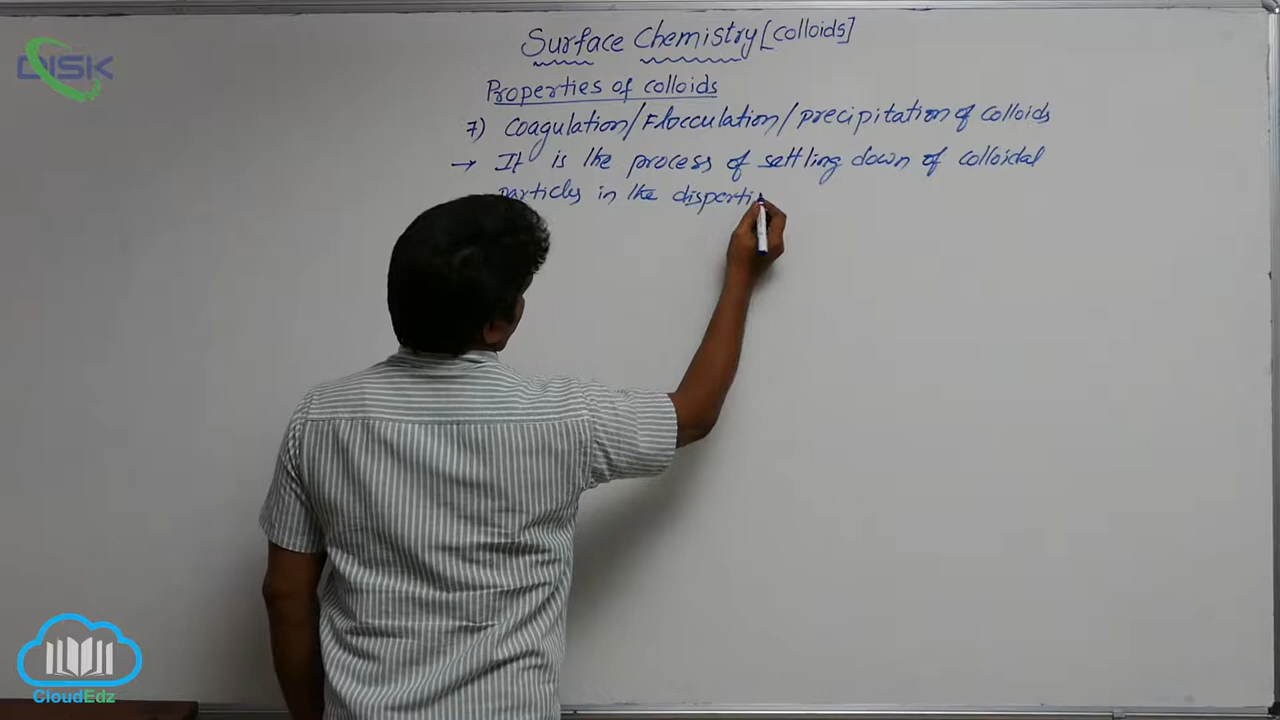 DISK
Surface Chemistry [colloids]
Properties of colloids
7) Coagulation/Flocculation/precipitation of colloids
→ It is the process of settling down of colloidal
particles in the disperti
CloudEdz